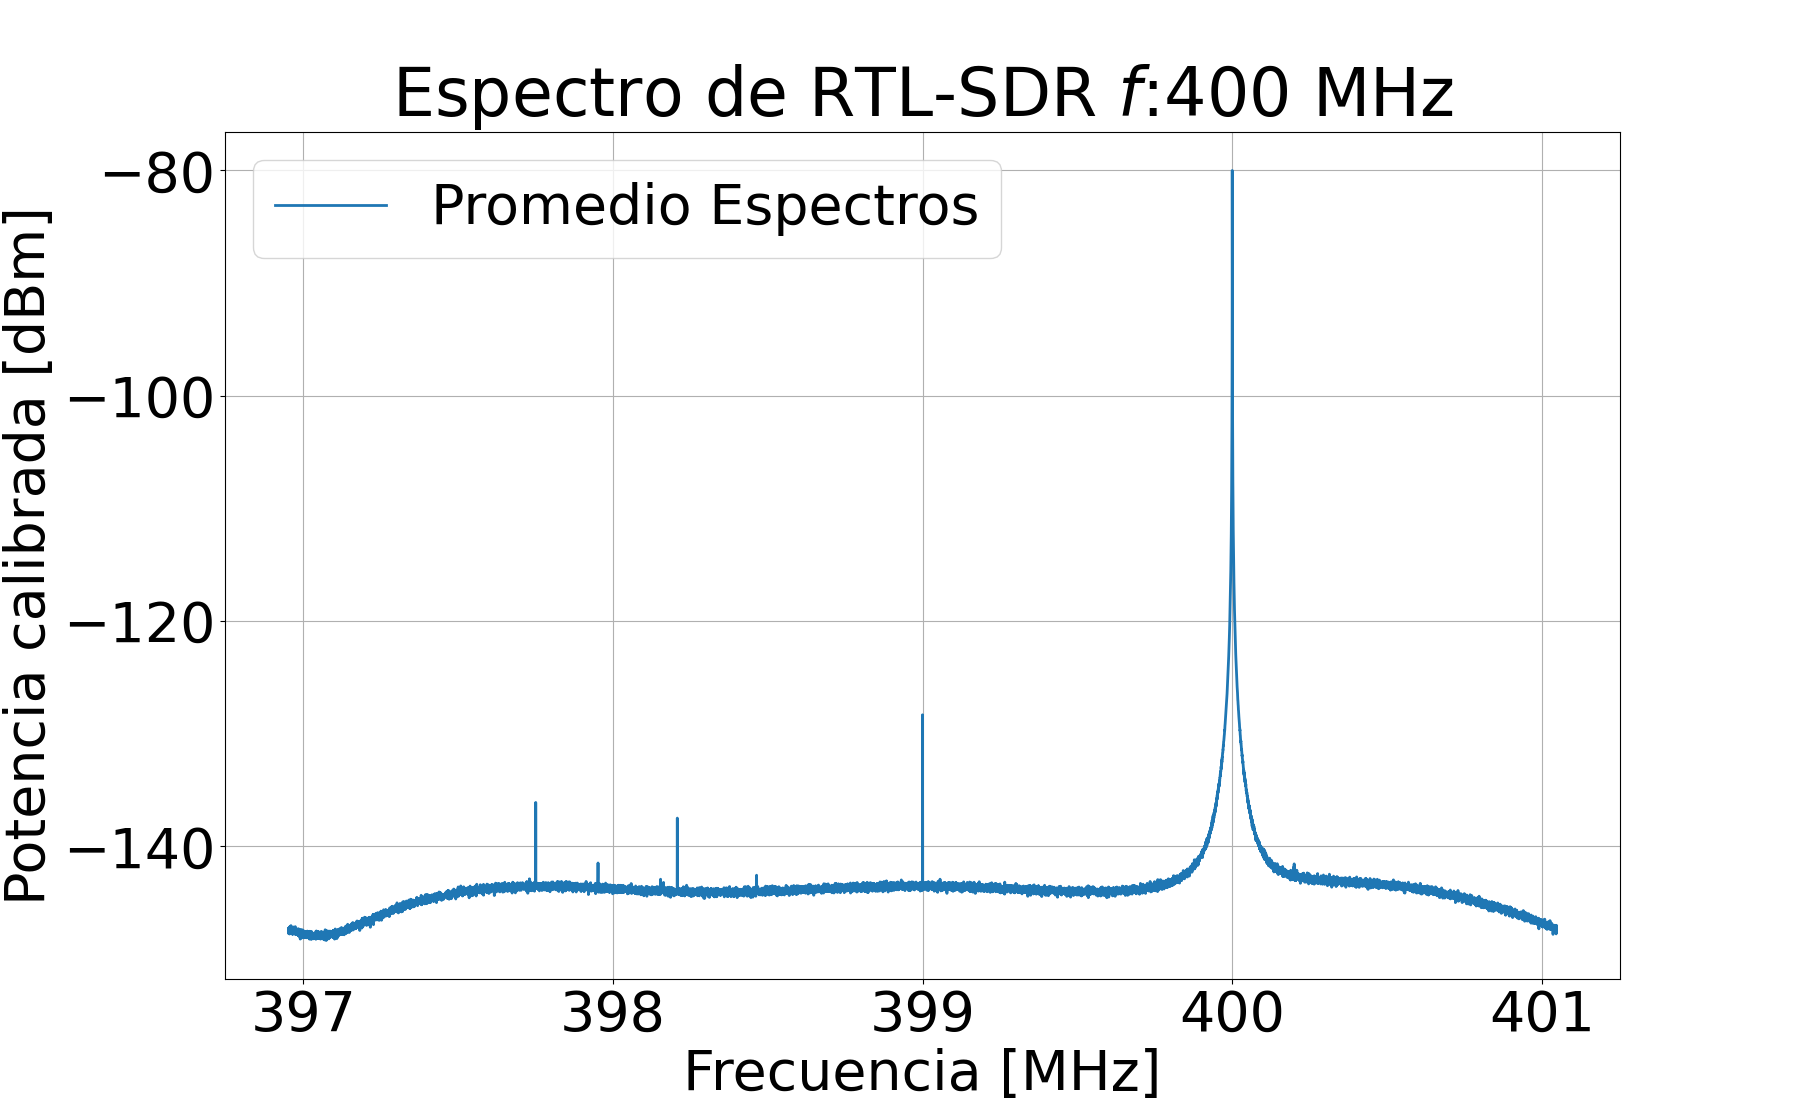 Espectro de RTL-SDR f:400 MHz
Promedio Espectros
Potencia calibrada [dBm]
−80
−100
−120
−140
397 398 399 400 401
Frecuencia [MHz]